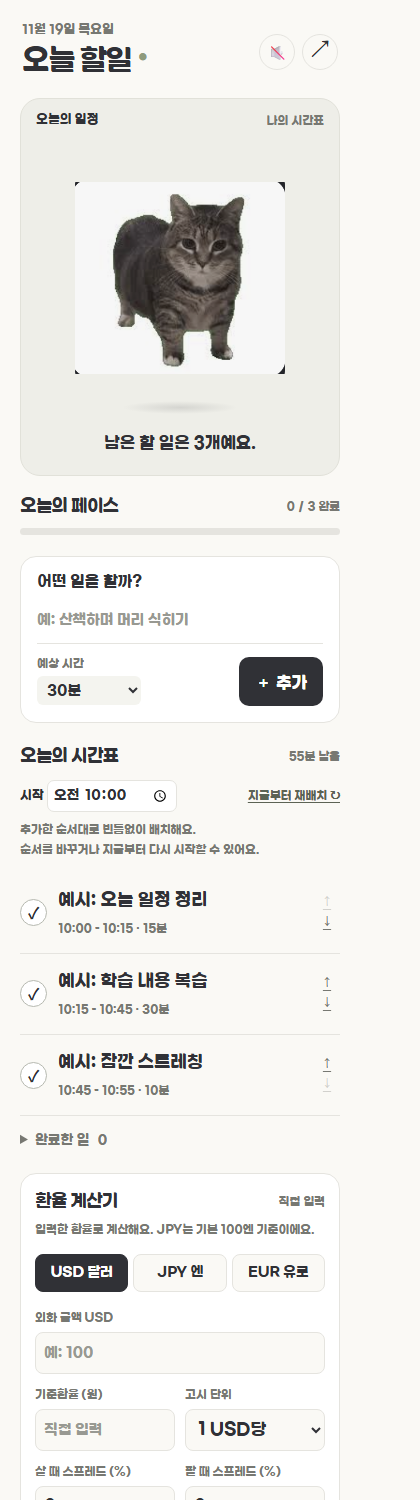 11월 19일 목요일
오늘 할일
오늘의 일정
나의 시간표
남은 할 일은 3개예요.
오늘의 페이스
0 / 3 완료
어떤 일을 할까?
예: 산책하며 머리 식히기
예상 시간
30분
+ 추가
오늘의 시간표
55분 남음
시작 오전 10:00
지금부터 재배치 ↻
추가한 순서대로 빈틈없이 배치해요.
순서를 바꾸거나 지금부터 다시 시작할 수 있어요.
예시: 오늘 일정 정리
10:00 - 10:15 · 15분
예시: 학습 내용 복습
10:15 - 10:45 · 30분
예시: 잠깐 스트레칭
10:45 - 10:55 · 10분
완료한 일 0
환율 계산기
직접 입력
입력한 환율로 계산해요. JPY는 기본 100엔 기준이에요.
USD 달러
JPY 엔
EUR 유로
외화 금액 USD
예: 100
기준환율 (원)
고시 단위
직접 입력
1 USD당
살 때 스프레드 (%)
팔 때 스프레드 (%)